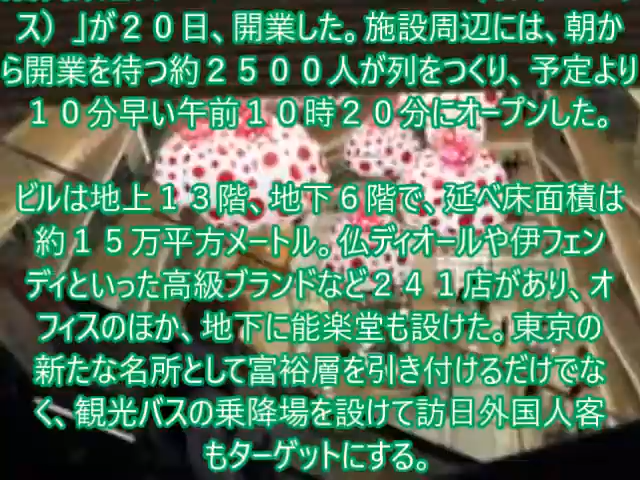 ス）」が２０日、開業した。施設周辺には、朝か
ら開業を待つ約２５００人が列をつくり、予定より
１０分早い午前１０時２０分にオープンした。
ビルは地上１３階、地下６階で、延べ床面積は
約１５万平方メートル。仏ディオールや伊フェン
ディといった高級ブランドなど２４１店があり、オ
フィスのほか、地下に能楽堂も設けた。東京の
新たな名所として富裕層を引き付けるだけでな
く、観光バスの乗降場を設けて訪日外国人客
もターゲットにする。